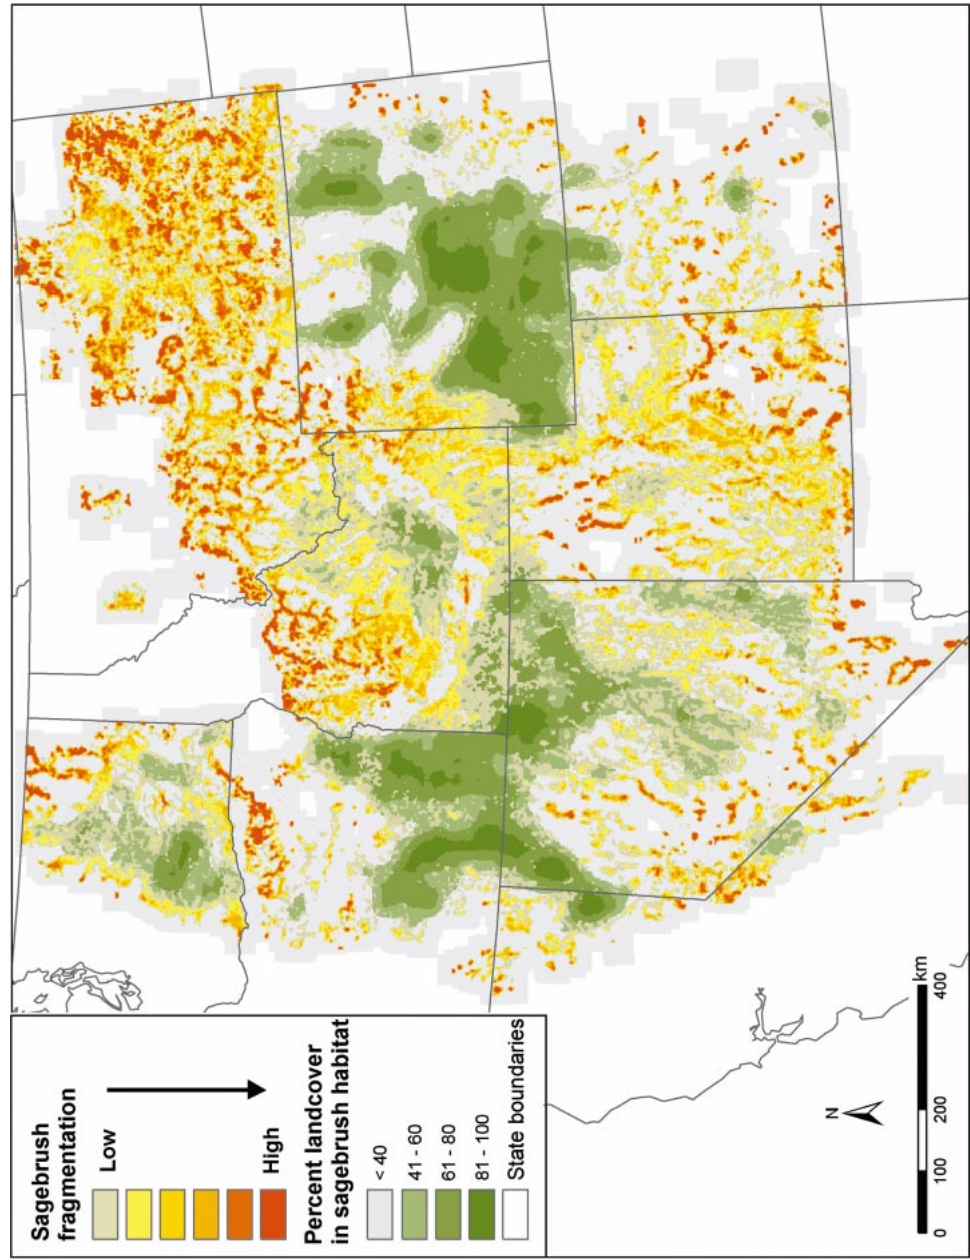 Sagebrush
fragmentation
Low
High
Percent landcover
in sagebrush habitat
< 40
41 - 60
61 - 80
81 - 100
State boundaries
N
0 100 200 400
km